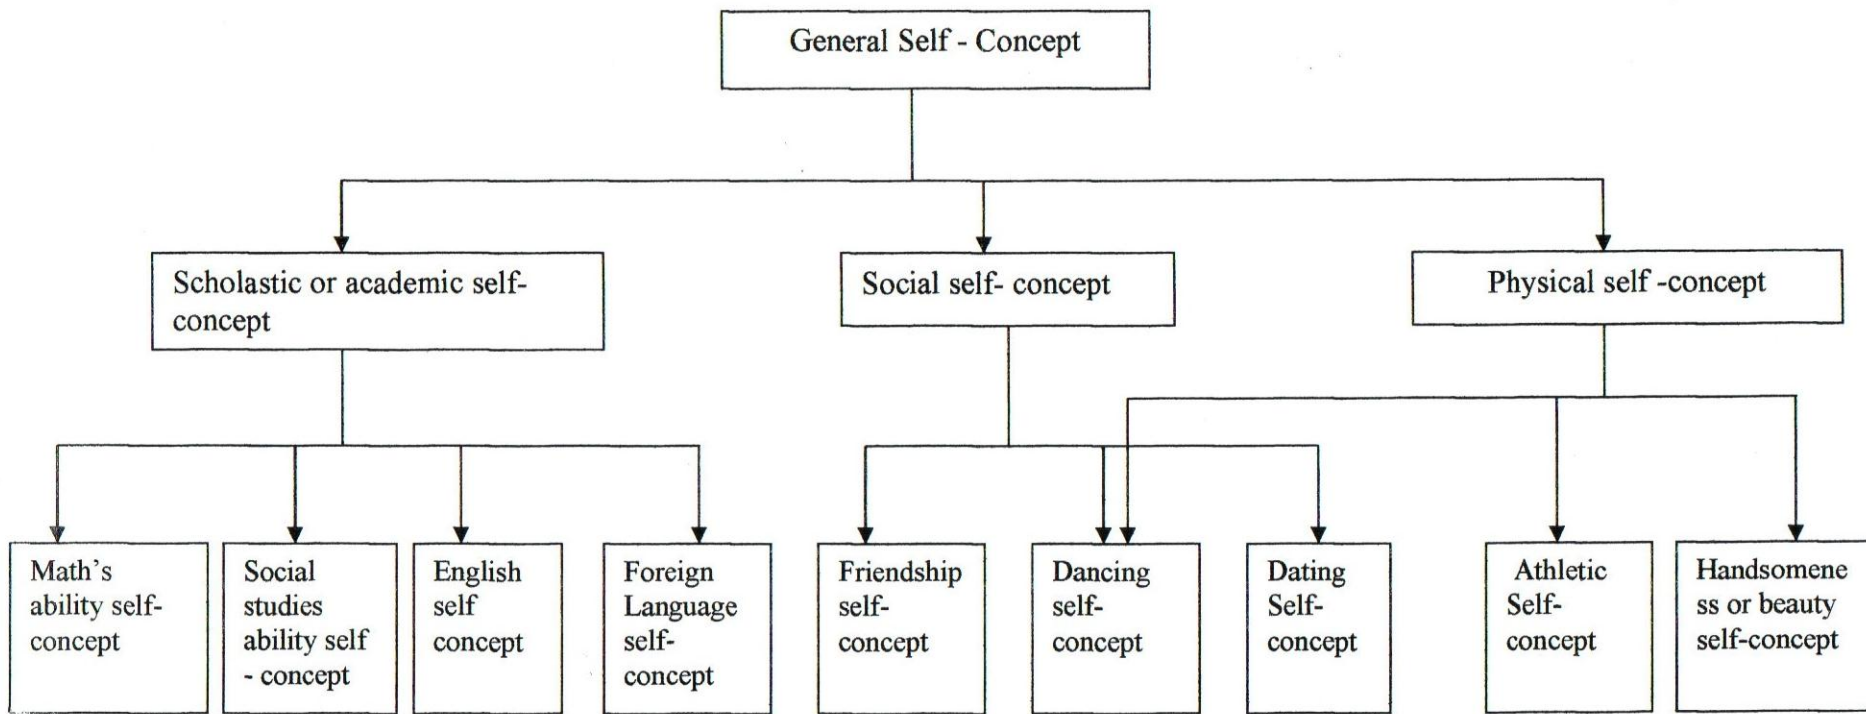 General Self - Concept
Scholastic or academic self-
concept
Social self- concept
Physical self -concept
Math's
ability self-
concept
Social
studies
ability self
- concept
English
self
concept
Foreign
Language
self-
concept
Friendship
self-
concept
Dancing
self-
concept
Dating
Self-
concept
Athletic
Self-
concept
Handsomene
ss or beauty
self-concept